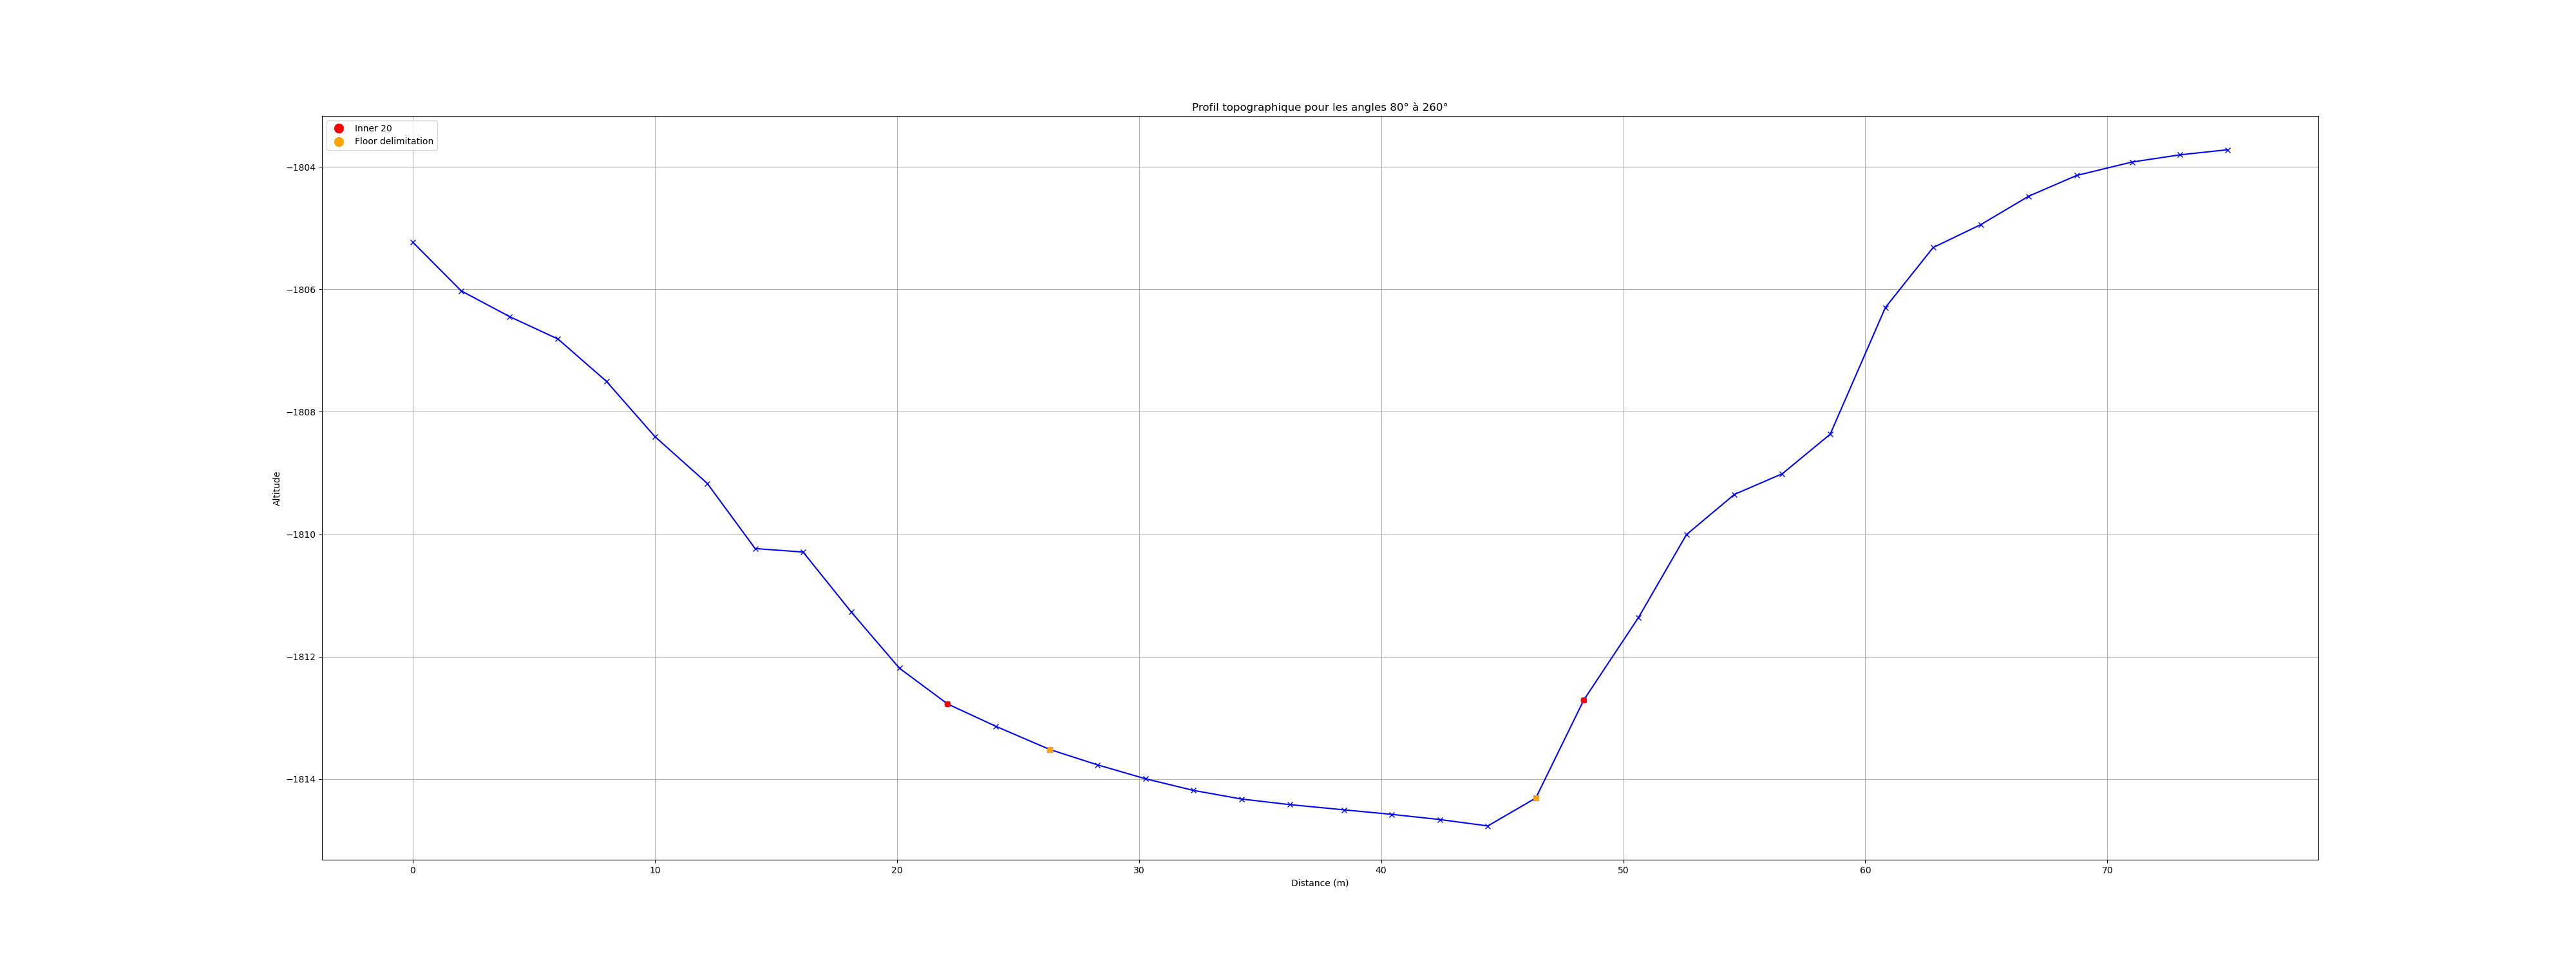 Profil topographique pour les angles 80° à 260°
Inner 20
Floor delimitation
−1804
−1806
−1808
−1810
−1812
−1814
Altitude
0 10 20 30 40 50 60 70
Distance (m)